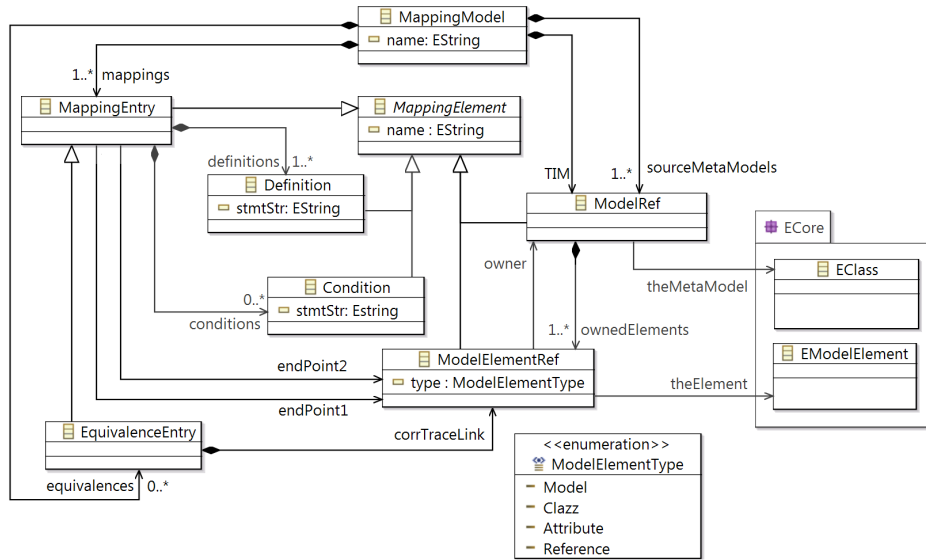 MappingModel
name: EString
1..* mappings
MappingEntry
MappingElement
name : EString
definitions 1..*
Definition
stmtStr: EString
TIM
1..*
sourceMetaModels
ModelRef
ECore
owner
EClass
theMetaModel
Condition
stmtStr: Estring
0..*
conditions
1..* ownedElements
ModelElementRef
type : ModelElementType
EModelElement
endPoint2
theElement
endPoint1
EquivalenceEntry
corrTraceLink
equivalences 0..*
<<enumeration>>
ModelElementType
Model
Clazz
Attribute
Reference